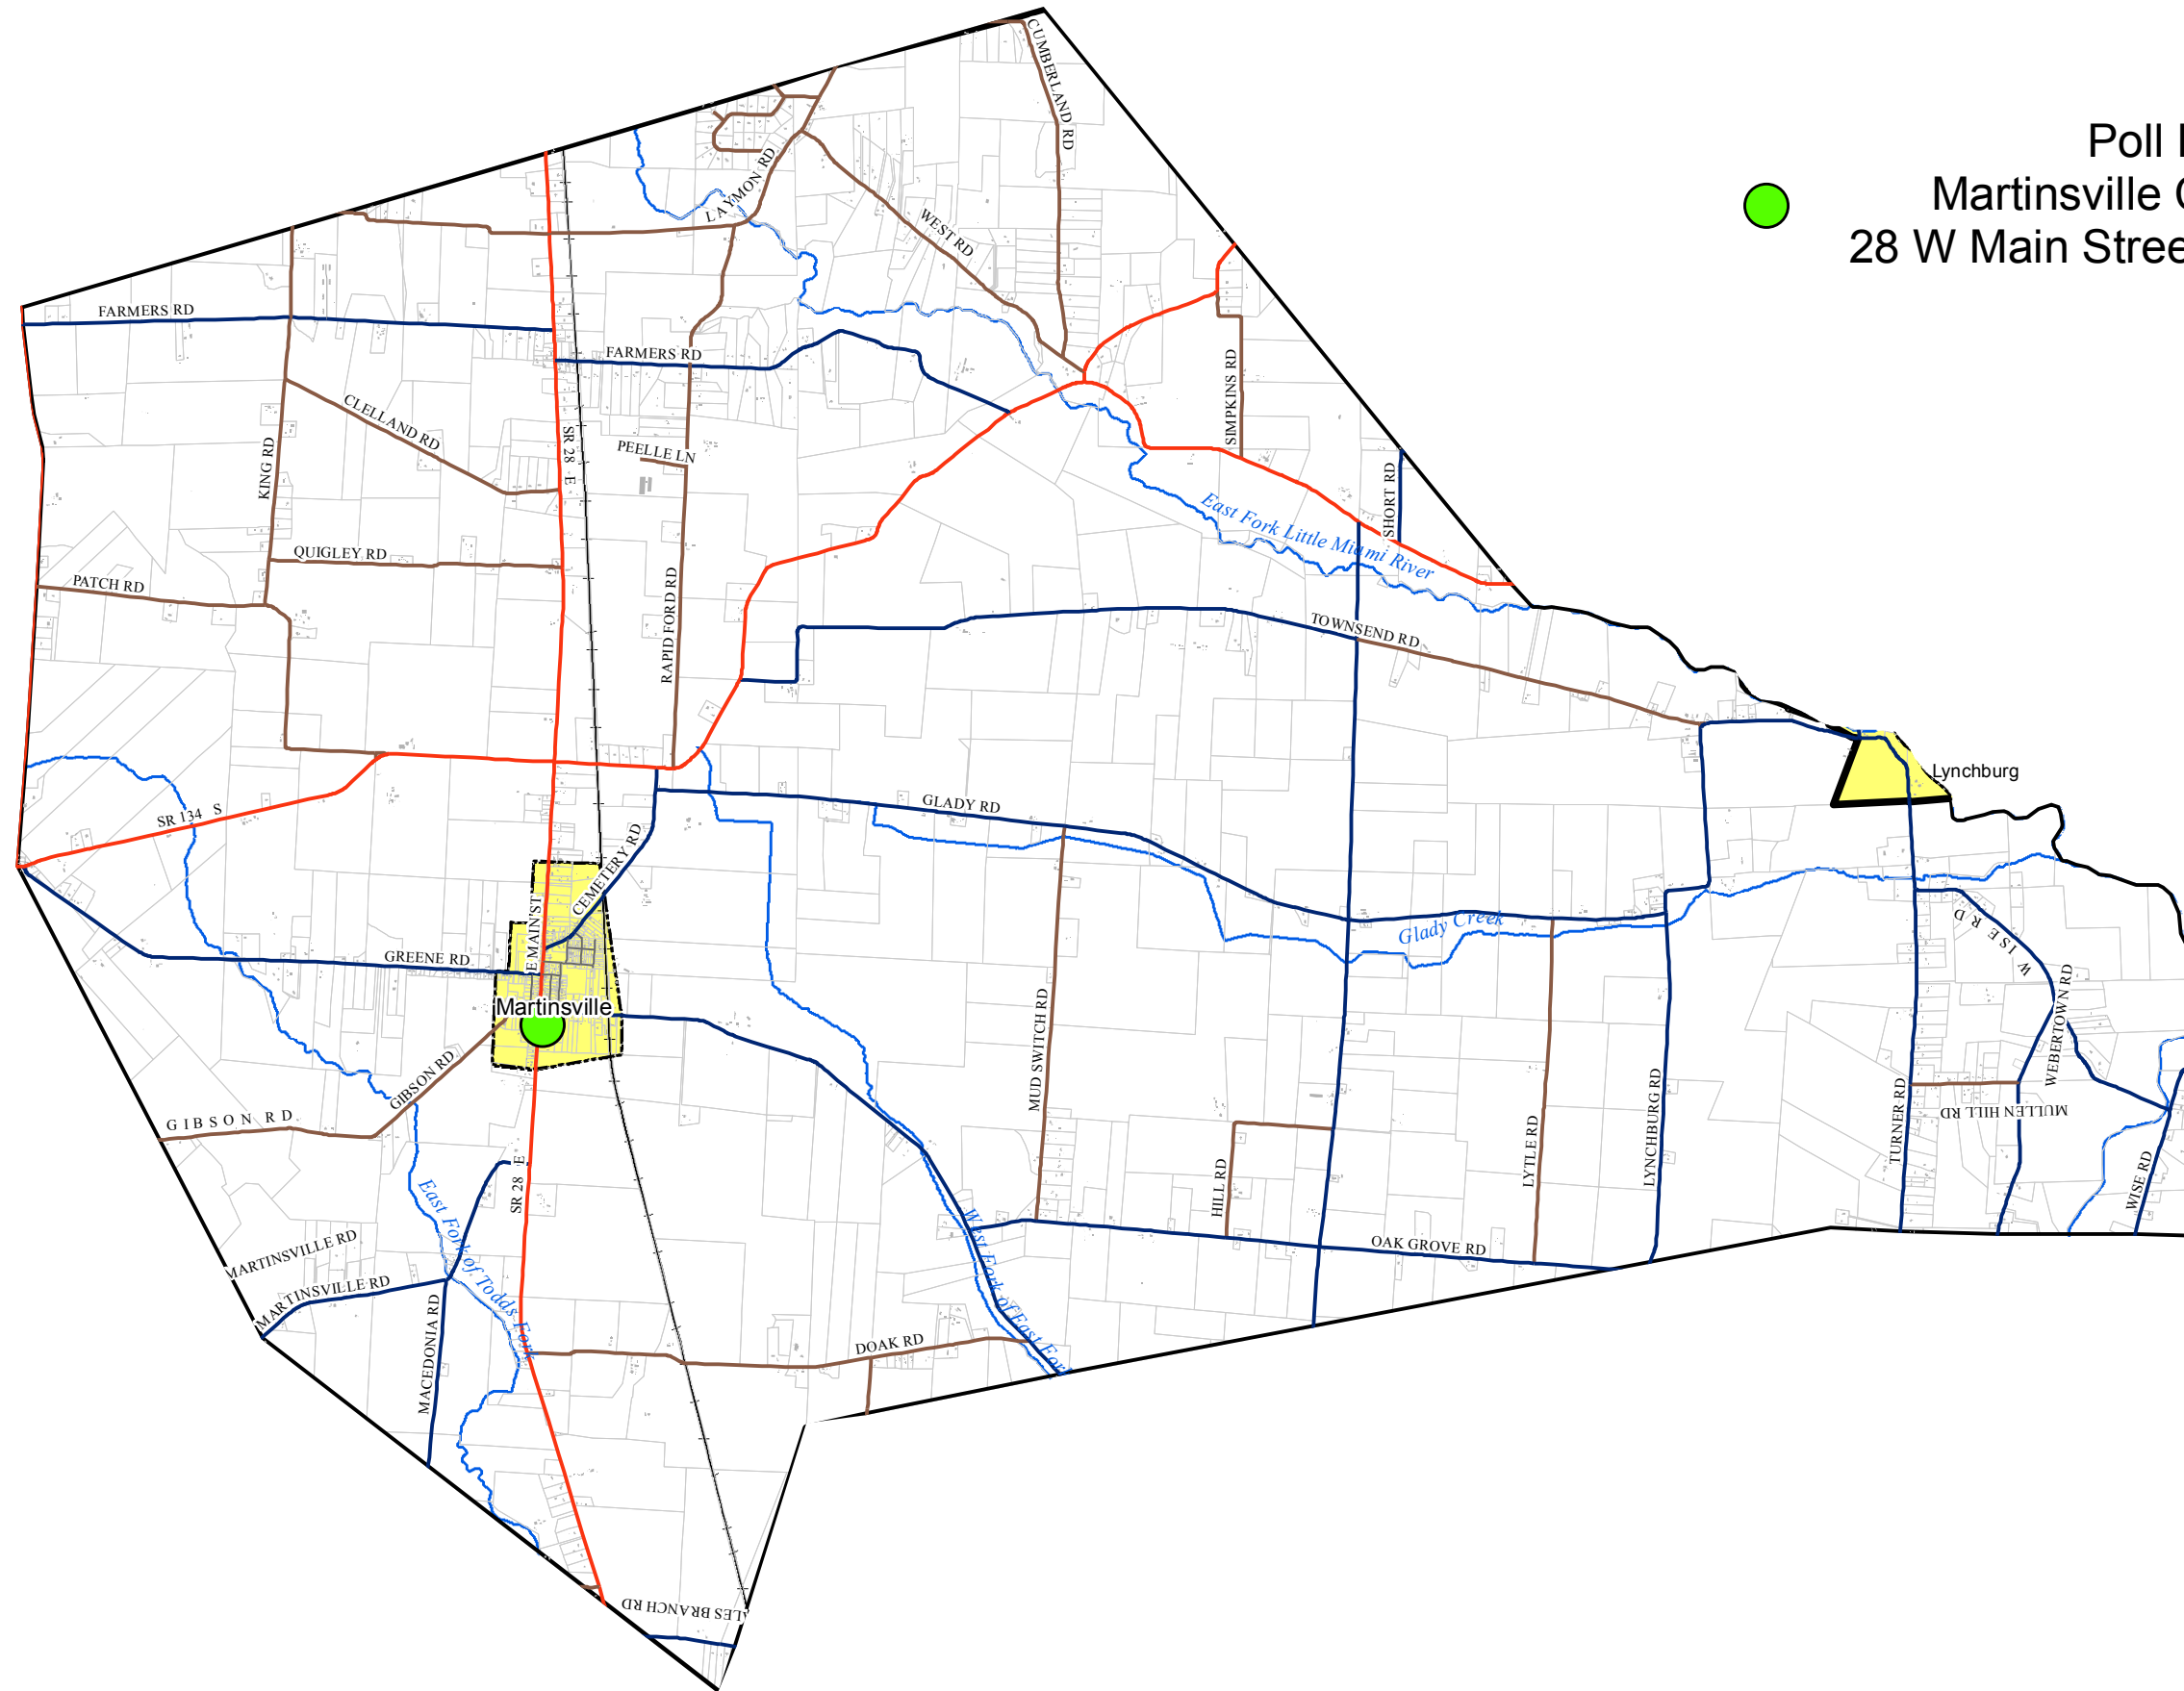 Poll
Martinsville
28 W Main Stree
CUMBERLAND RD
LAYMON RD
WEST RD
FARMERS RD
FARMERS RD
SIMPKINS RD
CLELLAND RD
KING RD
SR 28 E
PEELLE LN
SHORT RD
East Fork Little Miami River
QUIGLEY RD
PATCH RD
RAPID FORD RD
TOWNSEND RD
Lynchburg
SR 134 S
GLADY RD
CEMETERY RD
E MAIN ST
Glady Creek
WISE RD
GREENE RD
Martinsville
MUD SWITCH RD
WEBERTOWN RD
GIBSON RD
GIBSON RD
MULLEN HILL RD
TURNER RD
LYNCHBURG RD
LYTLE RD
HILL RD
WISE RD
SR 28 E
East Fork of Todds Fork
West Fork of East Fork
MARTINSVILLE RD
MARTINSVILLE RD
OAK GROVE RD
MACEDONIA RD
DOAK RD
ALES BRANCH RD